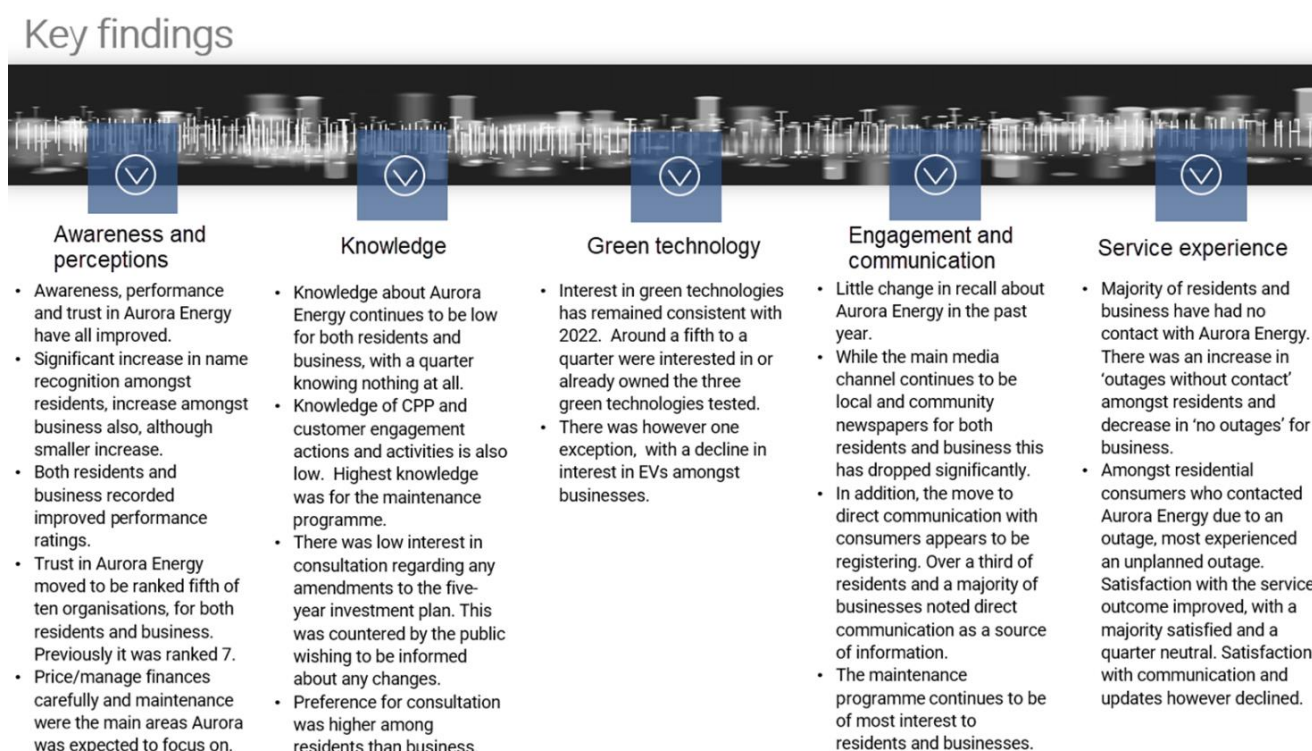 Key findings
Awareness and
perceptions
• Awareness, performance
and trust in Aurora Energy
have all improved.
• Significant increase in name
recognition amongst
residents, increase amongst
business also, although
smaller increase.
• Both residents and
business recorded
improved performance
ratings.
• Trust in Aurora Energy
moved to be ranked fifth of
ten organisations, for both
residents and business.
Previously it was ranked 7.
• Price/manage finances
carefully and maintenance
were the main areas Aurora
was expected to focus on.
Knowledge
• Knowledge about Aurora
Energy continues to be low
for both residents and
business, with a quarter
knowing nothing at all.
• Knowledge of CPP and
customer engagement
actions and activities is also
low.  Highest knowledge
was for the maintenance
programme.
• There was low interest in
consultation regarding any
amendments to the five-
year investment plan. This
was countered by the public
wishing to be informed
about any changes.
• Preference for consultation
was higher among
residents than business
Green technology
• Interest in green technologies
has remained consistent with
2022.  Around a fifth to a
quarter were interested in or
already owned the three
green technologies tested.
• There was however one
exception,  with a decline in
interest in EVs amongst
businesses.
Engagement and
communication
• Little change in recall about
Aurora Energy in the past
year.
• While the main media
channel continues to be
local and community
newspapers for both
residents and business this
has dropped significantly.
• In addition, the move to
direct communication with
consumers appears to be
registering. Over a third of
residents and a majority of
businesses noted direct
communication as a source
of information.
• The maintenance
programme continues to be
of most interest to
residents and businesses.
Service experience
• Majority of residents and
business have had no
contact with Aurora Energy.
There was an increase in
‘outages without contact’
amongst residents and
decrease in ‘no outages’ for
business.
• Amongst residential
consumers who contacted
Aurora Energy due to an
outage, most experienced
an unplanned outage.
Satisfaction with the service
outcome improved, with a
majority satisfied and a
quarter neutral. Satisfaction
with communication and
updates however declined.